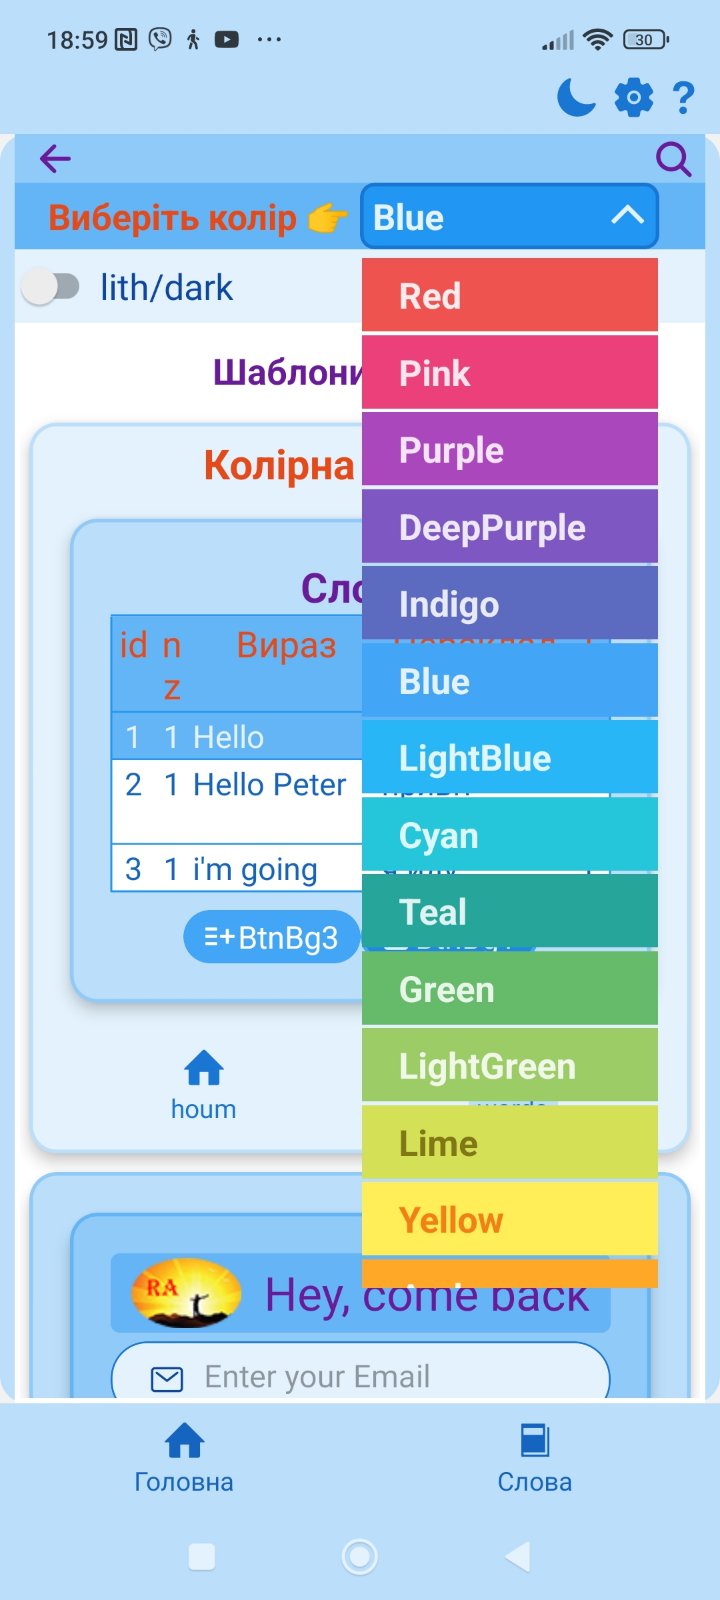 18:59
30
?
Виберіть колір 👉 Blue
lith/dark
Red
Шаблони
Pink
Колірна
Purple
DeepPurple
Indigo
id nz Вираз
Blue
1 1 Hello
LightBlue
2 1 Hello Peter
Cyan
3 1 i'm going
Teal
BtnBg3
Green
LightGreen
houm
Lime
Yellow
RA
Hey, come back
Enter your Email
Головна
Слова